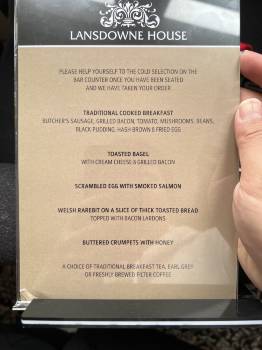 LANSDOWNE HOUSE
PLEASE HELP YOURSELF TO THE COLD SELECTION ON THE
BAR COUNTER ONCE YOU HAVE BEEN SEATED
AND WE HAVE TAKEN YOUR ORDER
TRADITIONAL COOKED BREAKFAST
BUTCHER'S SAUSAGE, GRILLED BACON, TOMATO, MUSHROOMS, BEANS,
BLACK PUDDING, HASH BROWN & FRIED EGG
TOASTED BAGEL
WITH CREAM CHEESE & GRILLED BACON
SCRAMBLED EGG WITH SMOKED SALMON
WELSH RAREBIT ON A SLICE OF THICK TOASTED BREAD
TOPPED WITH BACON LARDONS
BUTTERED CRUMPETS WITH HONEY
A CHOICE OF TRADITIONAL BREAKFAST TEA, EARL GREY
OR FRESHLY BREWED FILTER COFFEE